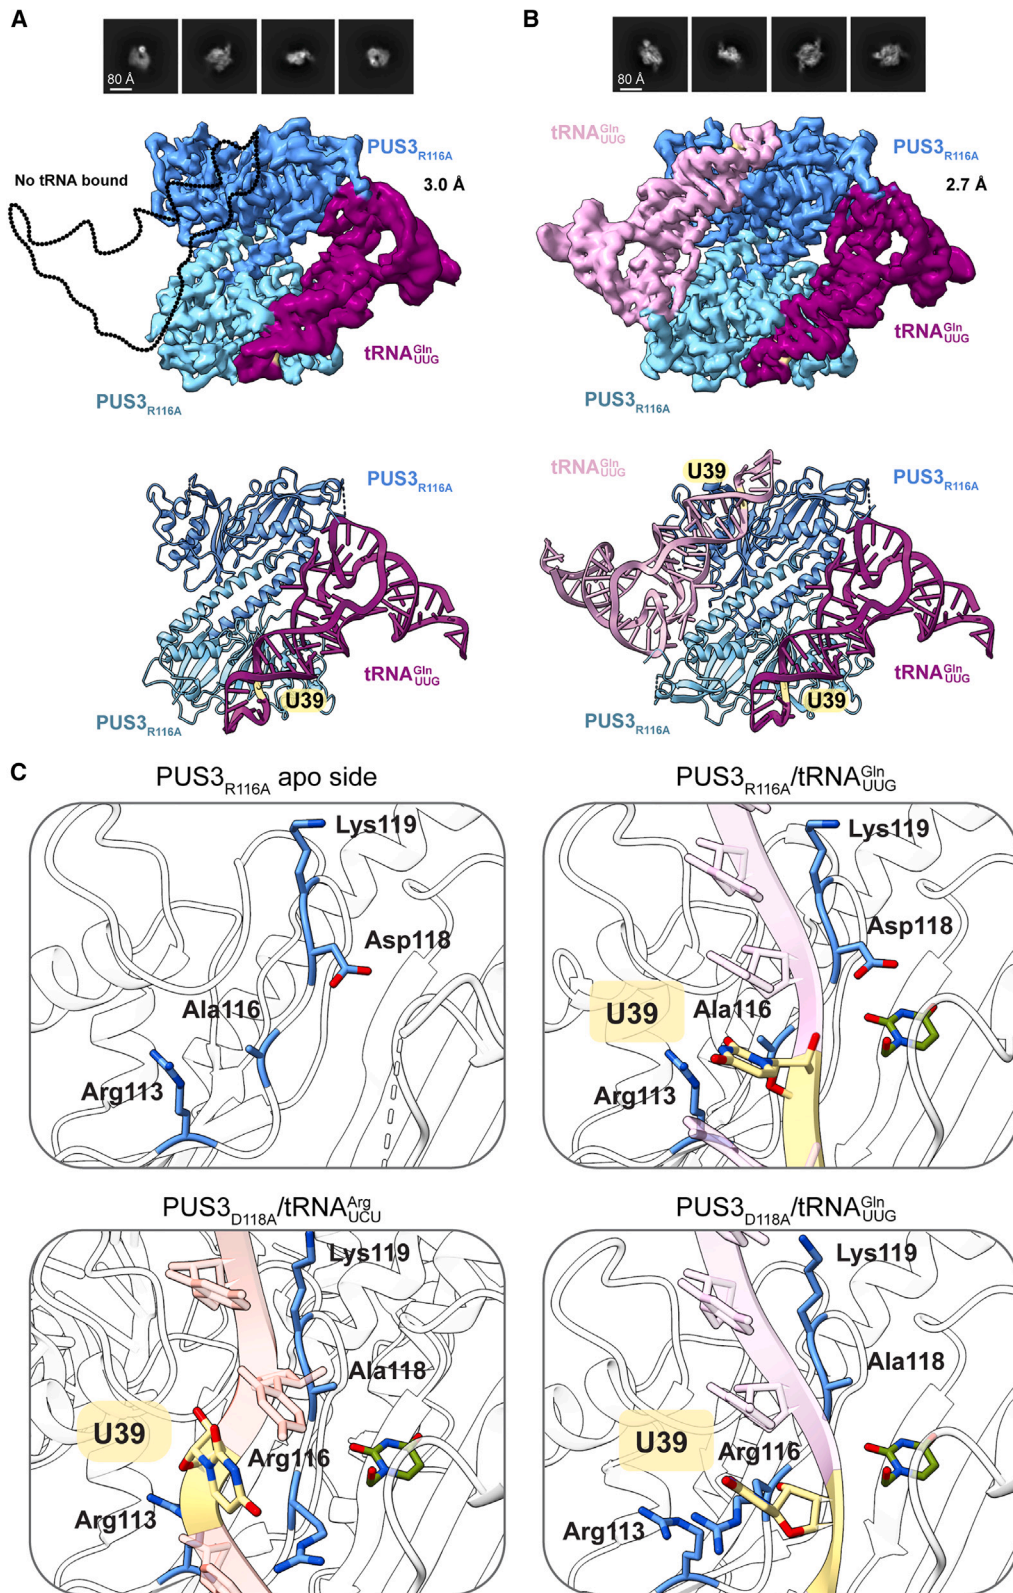 A
80 Å
No tRNA bound
PUS3R116A
3.0 Å
tRNAGlnUUG
PUS3R116A
PUS3R116A
tRNAGlnUUG
U39
PUS3R116A
B
80 Å
tRNAGlnUUG
PUS3R116A
2.7 Å
tRNAGlnUUG
PUS3R116A
tRNAGlnUUG
U39
PUS3R116A
tRNAGlnUUG
U39
PUS3R116A
C
PUS3R116A apo side
Lys119
Asp118
Ala116
Arg113
PUS3R116A/tRNAGlnUUG
Lys119
Asp118
U39
Ala116
Arg113
PUS3D118A/tRNAArgUCU
Lys119
Ala118
U39
Arg116
Arg113
PUS3D118A/tRNAGlnUUG
Lys119
Ala118
U39
Arg116
Arg113